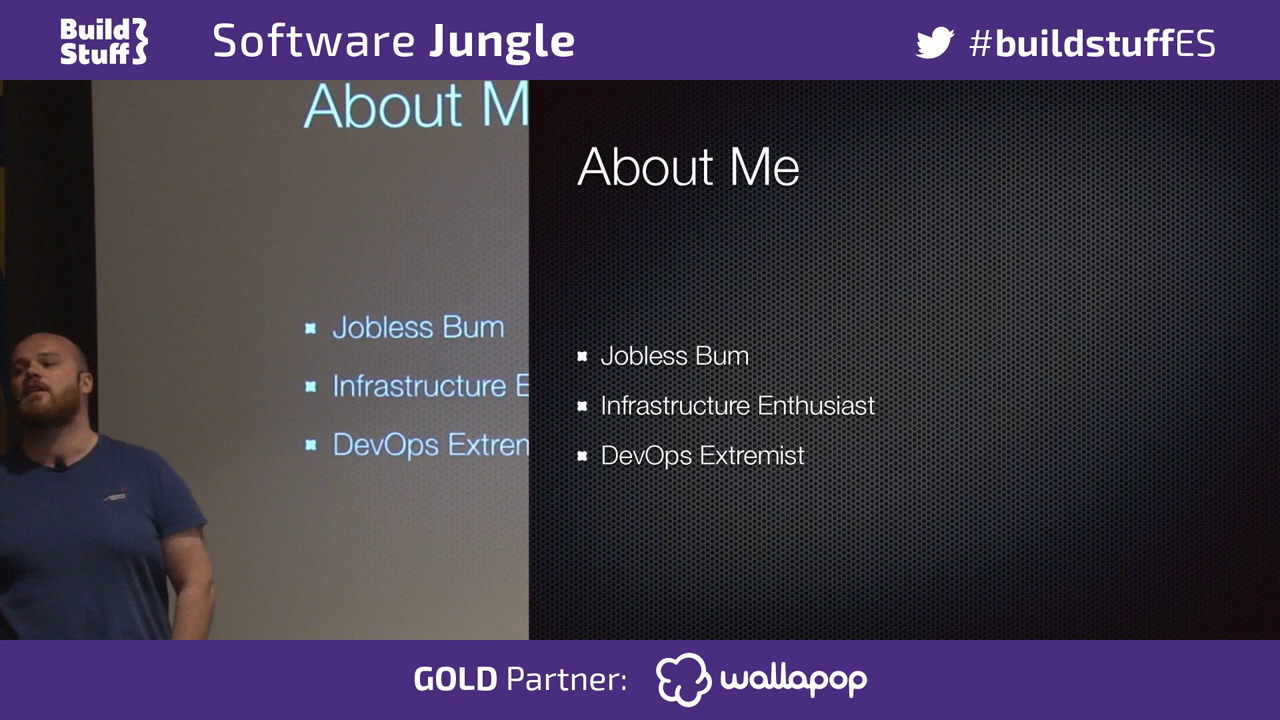 Build
Stuff
Software Jungle
#buildstuffES
About M
Jobless Bum
Infrastructure E
DevOps Extrem
About Me
Jobless Bum
Infrastructure Enthusiast
DevOps Extremist
GOLD Partner:
wallapop